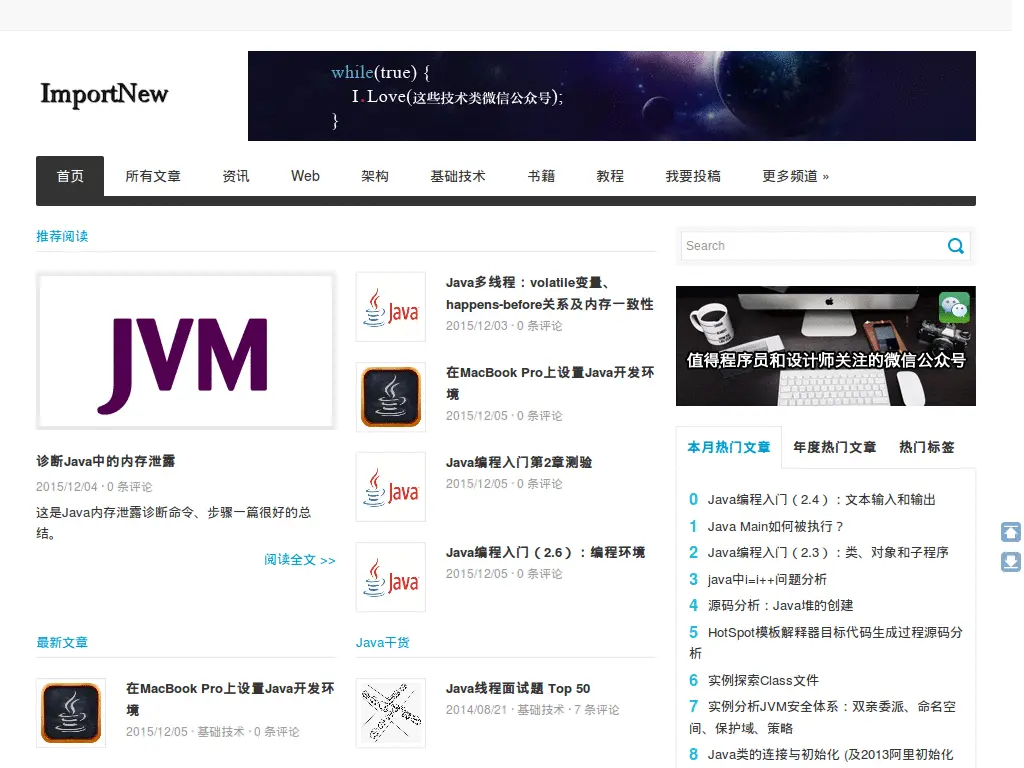 ImportNew
while(true) {
I.Love(这些技术类微信公众号);
}
首页 所有文章 资讯 Web 架构 基础技术 书籍 教程 我要投稿 更多频道 »
推荐阅读
JVM
诊断Java中的内存泄露
2015/12/04 · 0 条评论
这是Java内存泄露诊断命令、步骤一篇很好的总
结。
阅读全文 >>
Java
Java多线程：volatile变量、
happens-before关系及内存一致性
2015/12/03 · 0 条评论
在MacBook Pro上设置Java开发环
境
2015/12/05 · 0 条评论
Java
Java编程入门第2章测验
2015/12/05 · 0 条评论
Java
Java编程入门（2.6）：编程环境
2015/12/05 · 0 条评论
最新文章
在MacBook Pro上设置Java开发环
境
2015/12/05 · 基础技术 · 0 条评论
Java干货
Java线程面试题 Top 50
2014/08/21 · 基础技术 · 7 条评论
Search
值得程序员和设计师关注的微信公众号
本月热门文章 年度热门文章 热门标签
0 Java编程入门（2.4）：文本输入和输出
1 Java Main如何被执行？
2 Java编程入门（2.3）：类、对象和子程序
3 java中i=i++问题分析
4 源码分析：Java堆的创建
5 HotSpot模板解释器目标代码生成过程源码分
析
6 实例探索Class文件
7 实例分析JVM安全体系：双亲委派、命名空
间、保护域、策略
8 Java类的连接与初始化 (及2013阿里初始化